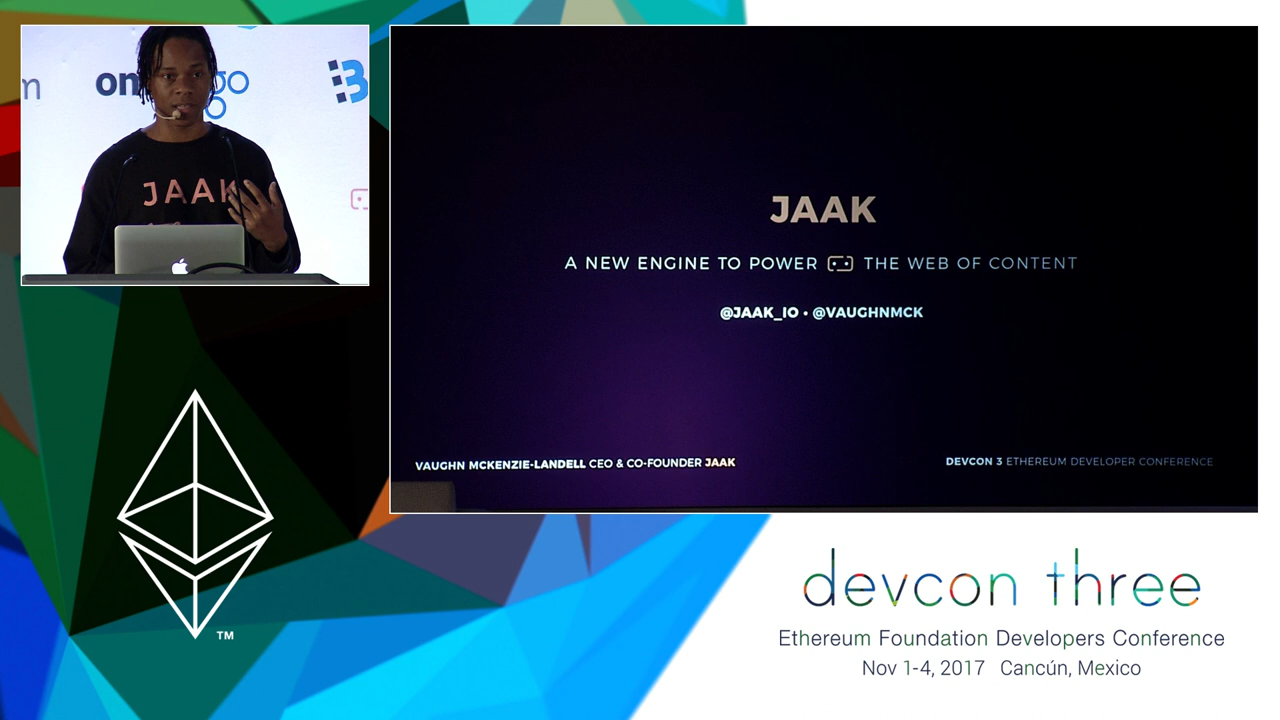 JAAK
JAAK
A NEW ENGINE TO POWER THE WEB OF CONTENT
@JAAK_IO • @VAUGHNMCK
VAUGHN MCKENZIE-LANDELL CEO & CO-FOUNDER JAAK
DEVCON 3 ETHEREUM DEVELOPER CONFERENCE
TM
devcon three
Ethereum Foundation Developers Conference
Nov 1-4, 2017 Cancún, Mexico